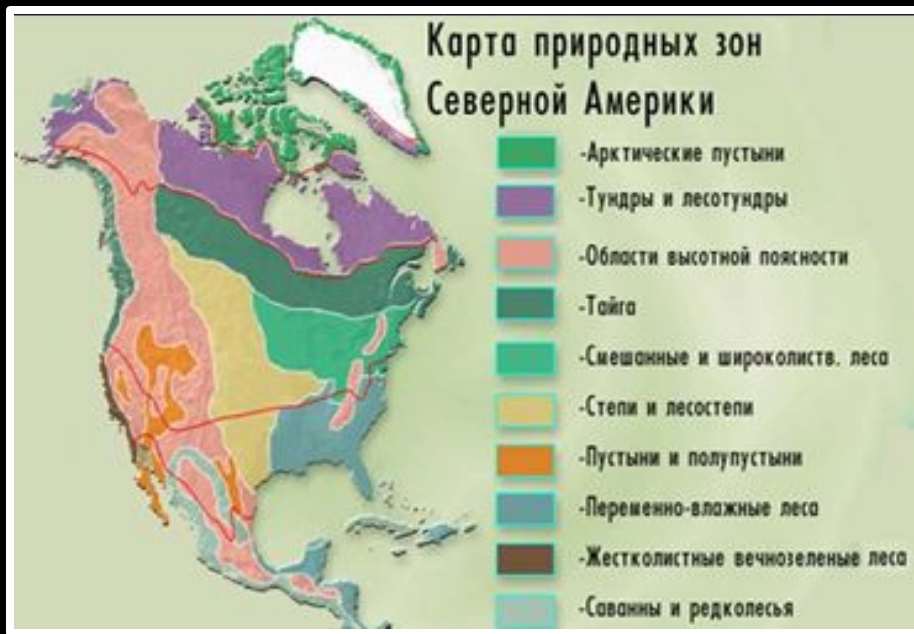 Карта природных зон
Северной Америки
-Арктические пустыни
-Тундры и лесотундры
-Области высотной поясности
-Тайга
-Смешанные и широколиств. леса
-Степи и лесостепи
-Пустыни и полупустыни
-Переменно-влажные леса
-Жестколистные вечнозеленые леса
-Саванны и редколесья